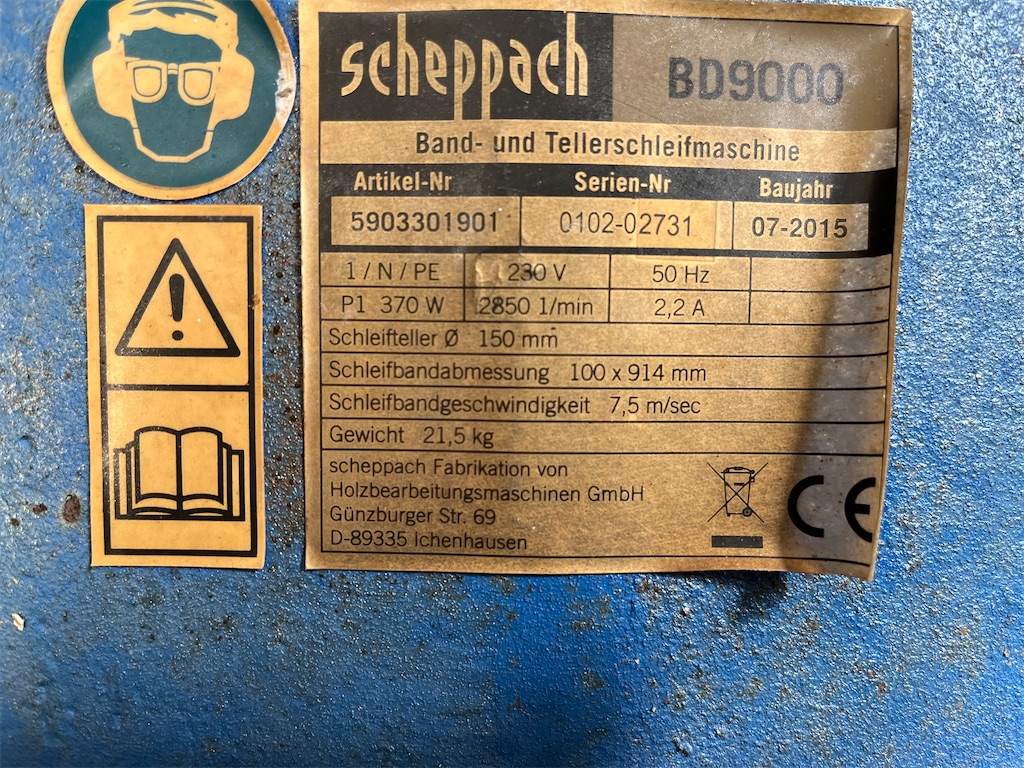 scheppach BD9000
Band- und Tellerschleifmaschine
Artikel-Nr Serien-Nr Baujahr
5903301901 0102-02731 07-2015
1 / N / PE 230 V 50 Hz
P1 370 W 2850 1/min 2,2 A
Schleifteller Ø 150 mm
Schleifbandabmessung 100 x 914 mm
Schleifbandgeschwindigkeit 7,5 m/sec
Gewicht 21,5 kg
scheppach Fabrikation von
Holzbearbeitungsmaschinen GmbH
Günzburger Str. 69
D-89335 Ichenhausen
CE